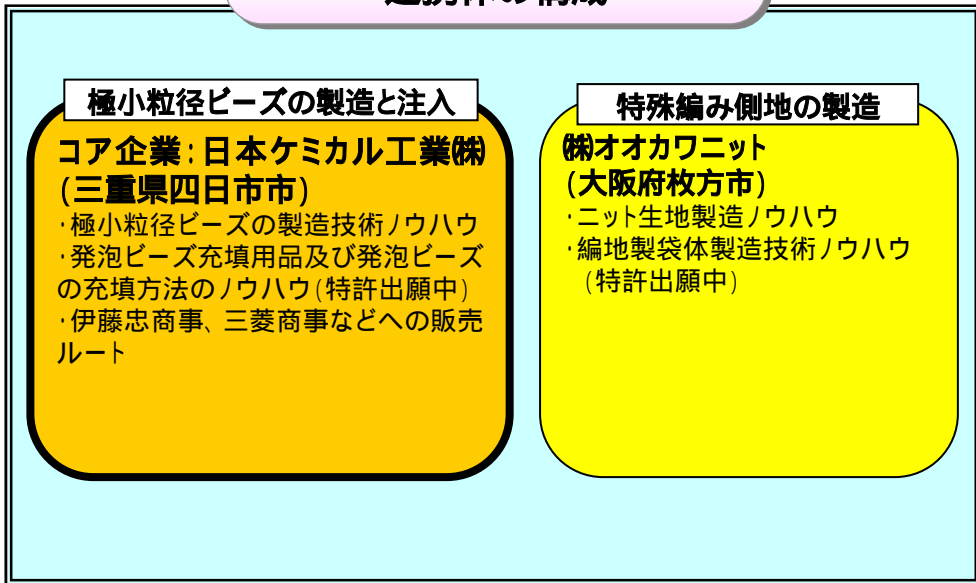 連携体の構成
極小粒径ビーズの製造と注入
コア企業:日本ケミカル工業㈱
(三重県四日市市)
・極小粒径ビーズの製造技術ノウハウ
・発泡ビーズ充填用品及び発泡ビーズ
の充填方法のノウハウ(特許出願中)
・伊藤忠商事、三菱商事などへの販売
ルート
特殊編み側地の製造
㈱オオカワニット
(大阪府枚方市)
・ニット生地製造ノウハウ
・編地製袋体製造技術ノウハウ
(特許出願中)